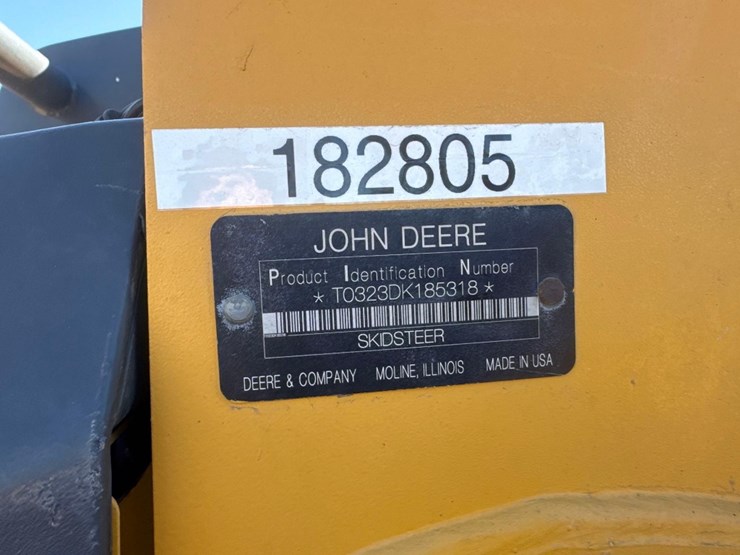 182805
JOHN DEERE
Product Identification Number
* T0323DK185318 *
SKIDSTEER
DEERE & COMPANY MOLINE, ILLINOIS MADE IN USA